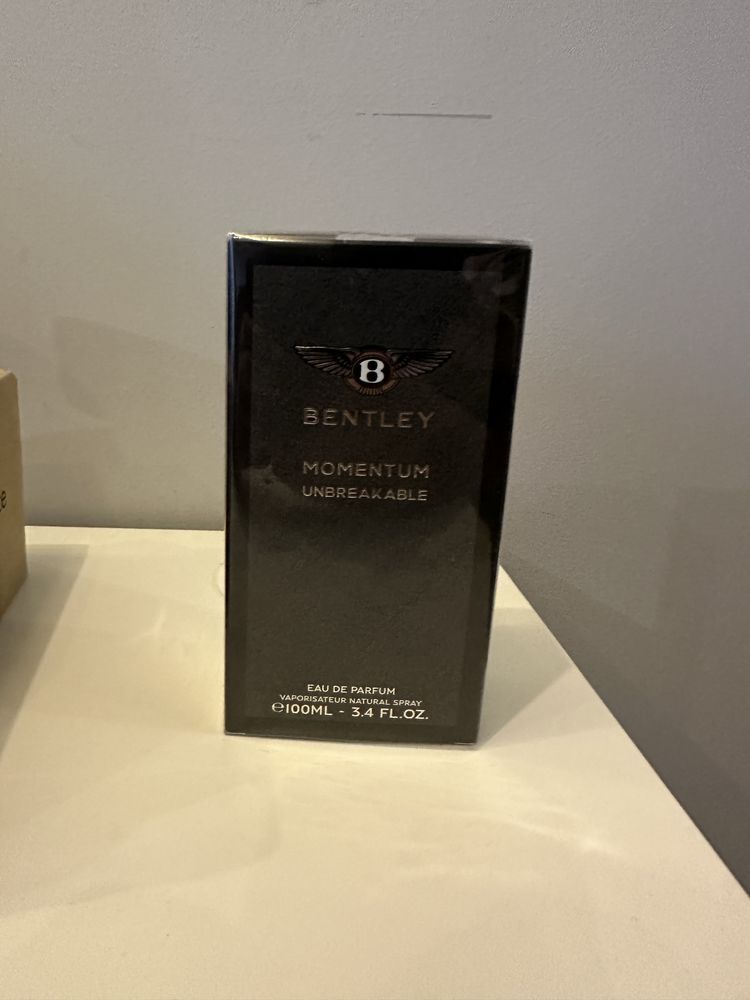 B
BENTLEY
MOMENTUM
UNBREAKABLE
EAU DE PARFUM
VAPORISATEUR NATURAL SPRAY
℮100ML - 3.4 FL.OZ.